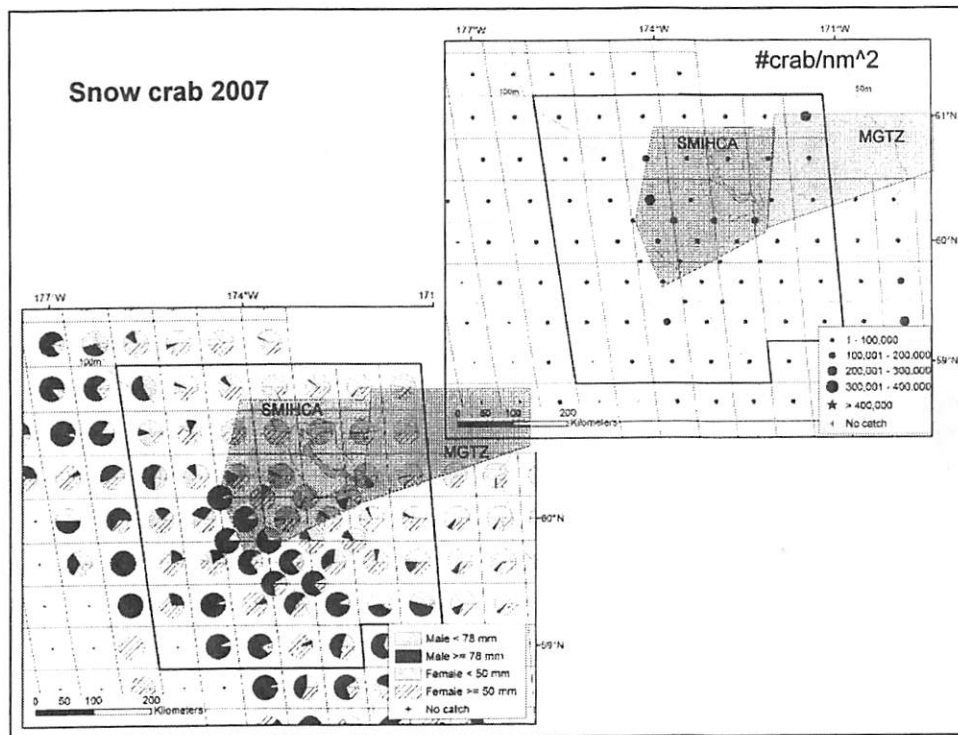 Snow crab 2007
177°W 174°W 171°W
#crab/nm^2
100m 50m
61°N
SMIHCA MGTZ
60°N
59°N
1 - 100,000
100,001 - 200,000
200,001 - 300,000
300,001 - 400,000
> 400,000
No catch
0 50 100 200
Kilometers
177°W 174°W 171
100m
SMIHCA
MGTZ
60°N
59°N
Male < 78 mm
Male >= 78 mm
Female < 50 mm
Female >= 50 mm
No catch
0 50 100 200
Kilometers